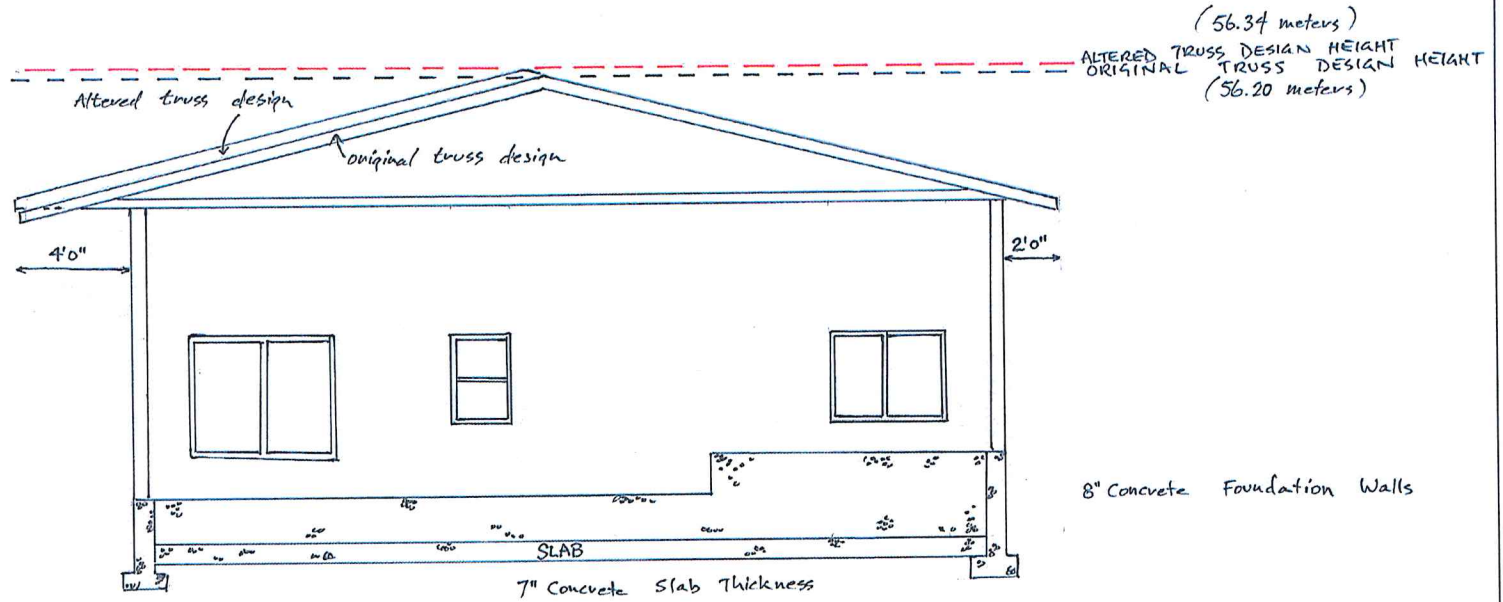 (56.34 meters)
ALTERED TRUSS DESIGN HEIGHT
ORIGINAL TRUSS DESIGN HEIGHT
(56.20 meters)
Altered truss design
original truss design
4'0"
2'0"
8" Concrete Foundation Walls
SLAB
7" Concrete Slab Thickness